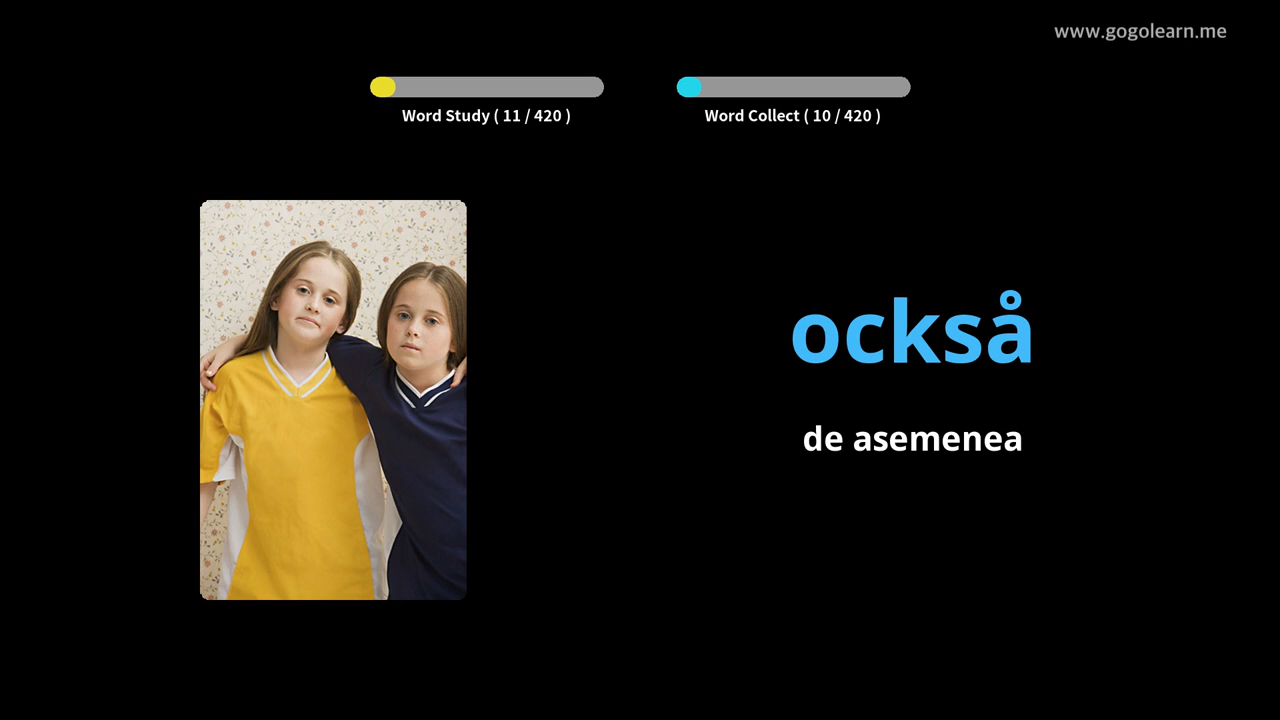 www.gogolearn.me
Word Study ( 11 / 420 )
Word Collect ( 10 / 420 )
också
de asemenea